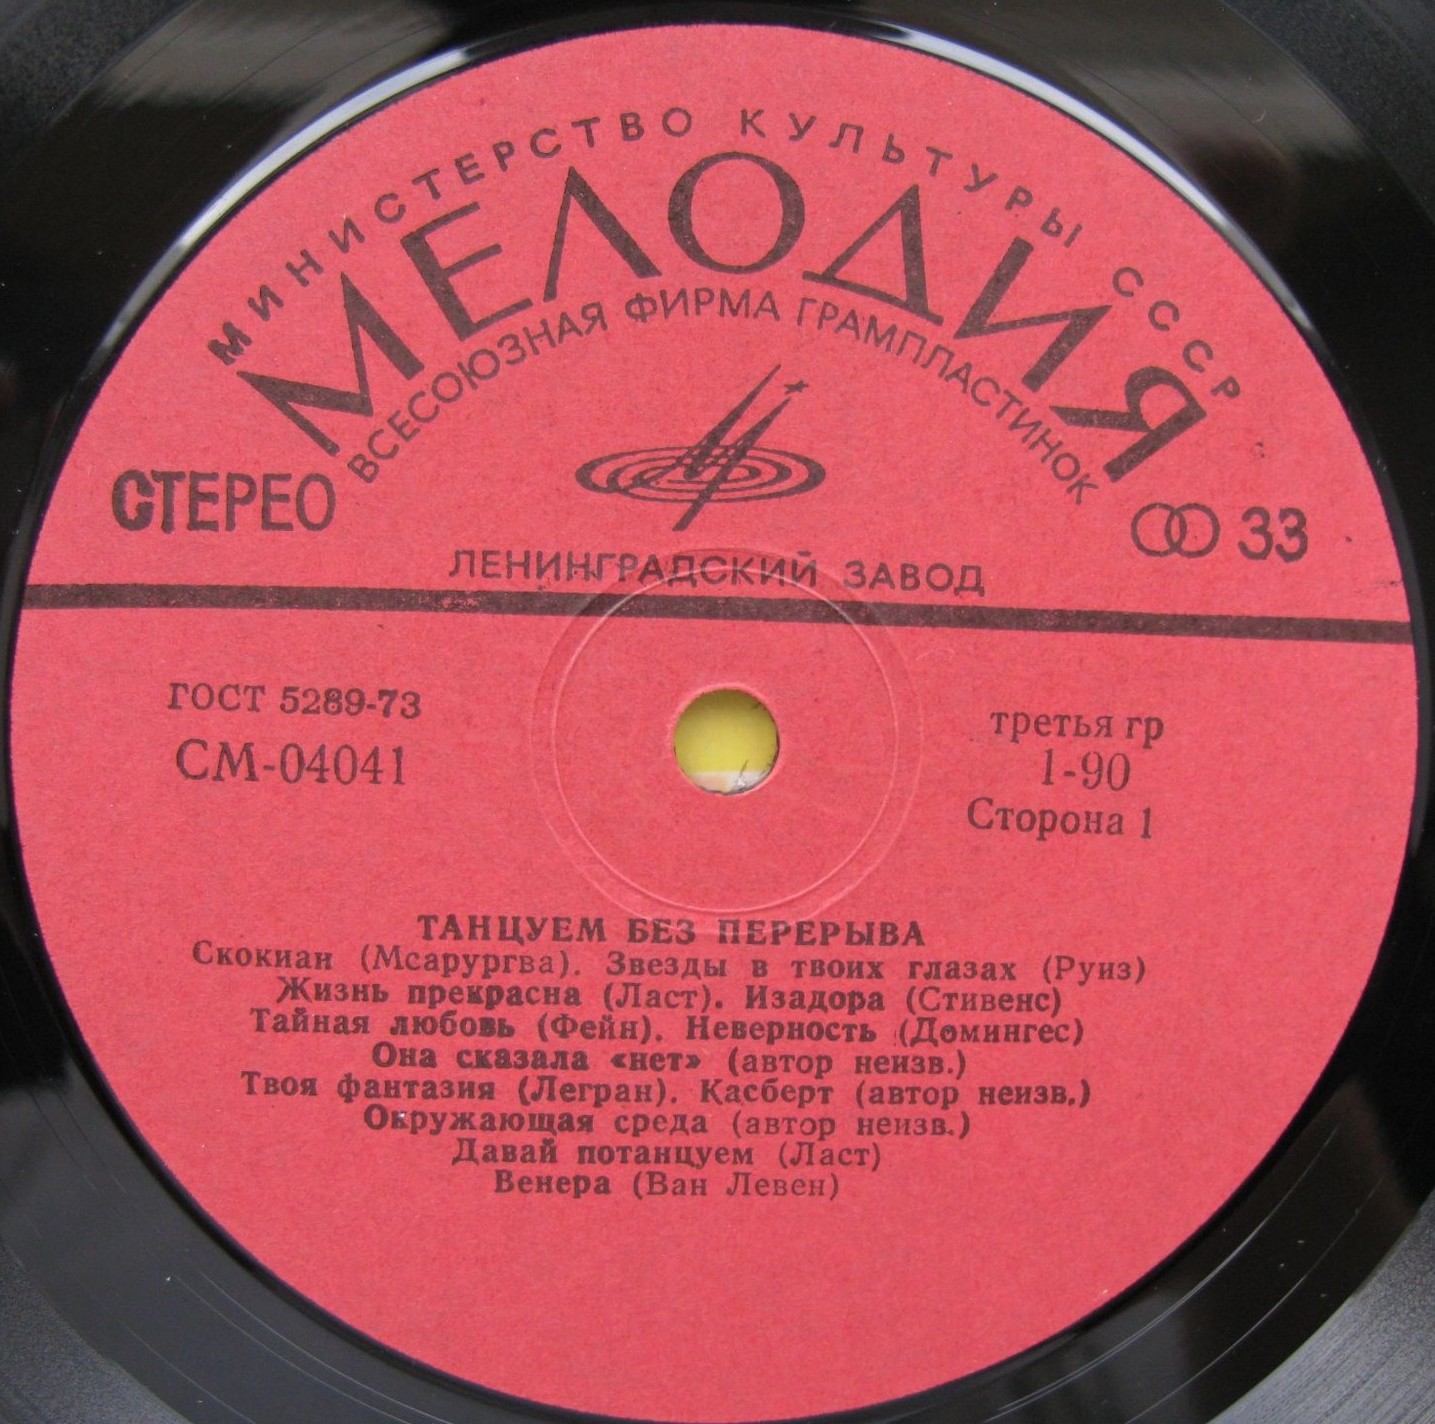 МИНИСТЕРСТВО КУЛЬТУРЫ СССР
МЕЛОДИЯ
ВСЕСОЮЗНАЯ ФИРМА ГРАМПЛАСТИНОК
СТЕРЕО
33
ЛЕНИНГРАДСКИЙ ЗАВОД
ГОСТ 5289-73
СМ-04041
третья гр
1-90
Сторона 1
ТАНЦУЕМ БЕЗ ПЕРЕРЫВА
Скокиан (Мсарургва). Звезды в твоих глазах (Руиз)
Жизнь прекрасна (Ласт). Изадора (Стивенс)
Тайная любовь (Фейн). Неверность (Домингес)
Она сказала «нет» (автор неизв.)
Твоя фантазия (Легран). Касберт (автор неизв.)
Окружающая среда (автор неизв.)
Давай потанцуем (Ласт)
Венера (Ван Левен)